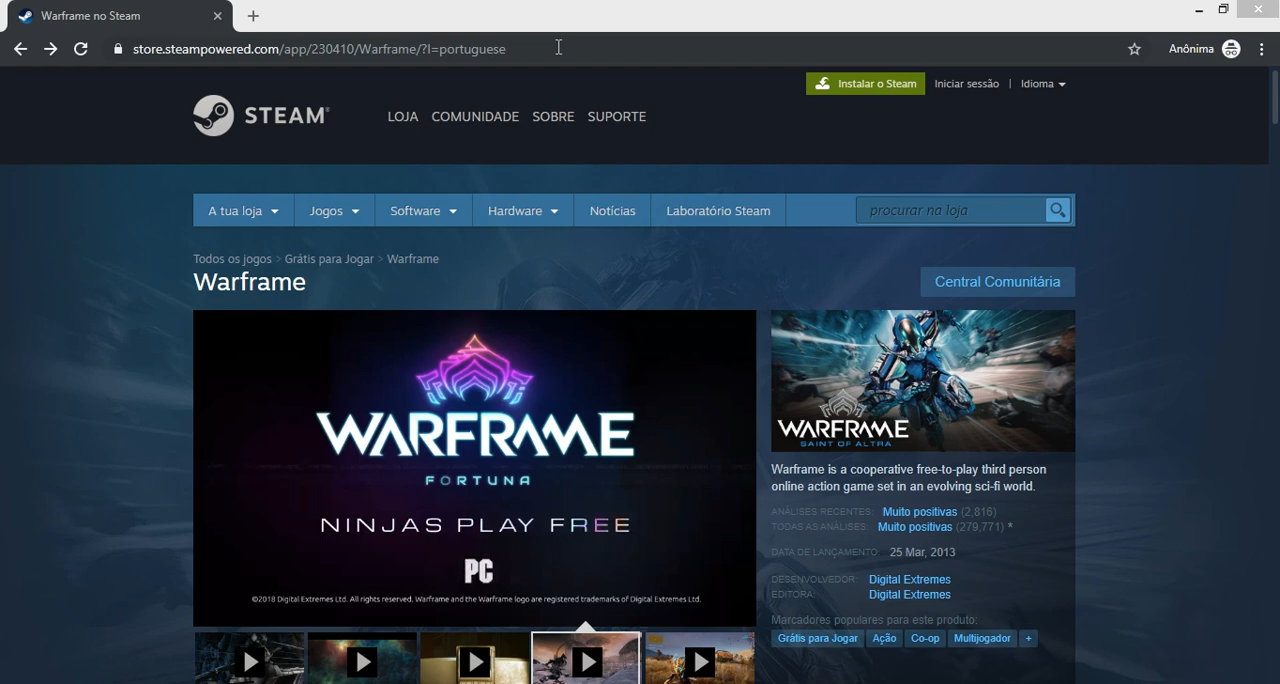 Warframe no Steam
store.steampowered.com/app/230410/Warframe/?l=portuguese
Anônima
Instalar o Steam
Iniciar sessão | Idioma
STEAM®
LOJA COMUNIDADE SOBRE SUPORTE
A tua loja Jogos Software Hardware Notícias Laboratório Steam
procurar na loja
Todos os jogos > Grátis para Jogar > Warframe
Warframe
Central Comunitária
WARFRAME
FORTUNA
NINJAS PLAY FREE
PC
©2018 Digital Extremes Ltd. All rights reserved. Warframe and the Warframe logo are registered trademarks of Digital Extremes Ltd.
WARFRAME
SAINT OF ALTRA
Warframe is a cooperative free-to-play third person
online action game set in an evolving sci-fi world.
ANÁLISES RECENTES: Muito positivas (2,816)
TODAS AS ANÁLISES: Muito positivas (279,771) *
DATA DE LANÇAMENTO: 25 Mar, 2013
DESENVOLVEDOR: Digital Extremes
EDITORA: Digital Extremes
Marcadores populares para este produto:
Grátis para Jogar Ação Co-op Multijogador +